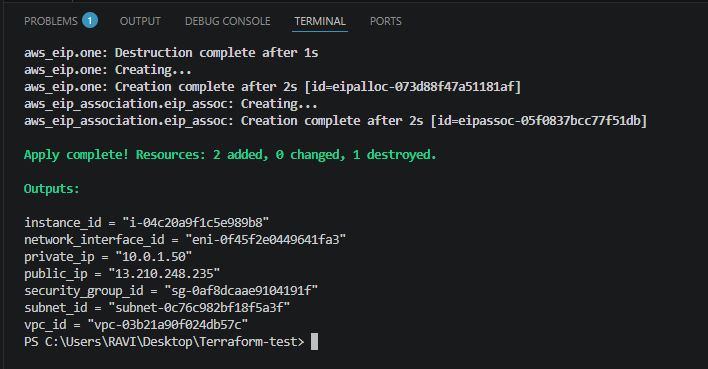 PROBLEMS 1 OUTPUT DEBUG CONSOLE TERMINAL PORTS
aws_eip.one: Destruction complete after 1s
aws_eip.one: Creating...
aws_eip.one: Creation complete after 2s [id=eipalloc-073d88f47a51181af]
aws_eip_association.eip_assoc: Creating...
aws_eip_association.eip_assoc: Creation complete after 2s [id=eipassoc-05f0837bcc77f51db]
Apply complete! Resources: 2 added, 0 changed, 1 destroyed.
Outputs:
instance_id = "i-04c20a9f1c5e989b8"
network_interface_id = "eni-0f45f2e0449641fa3"
private_ip = "10.0.1.50"
public_ip = "13.210.248.235"
security_group_id = "sg-0af8dcaae9104191f"
subnet_id = "subnet-0c76c982bf18f5a3f"
vpc_id = "vpc-03b21a90f024db57c"
PS C:\Users\RAVI\Desktop\Terraform-test>